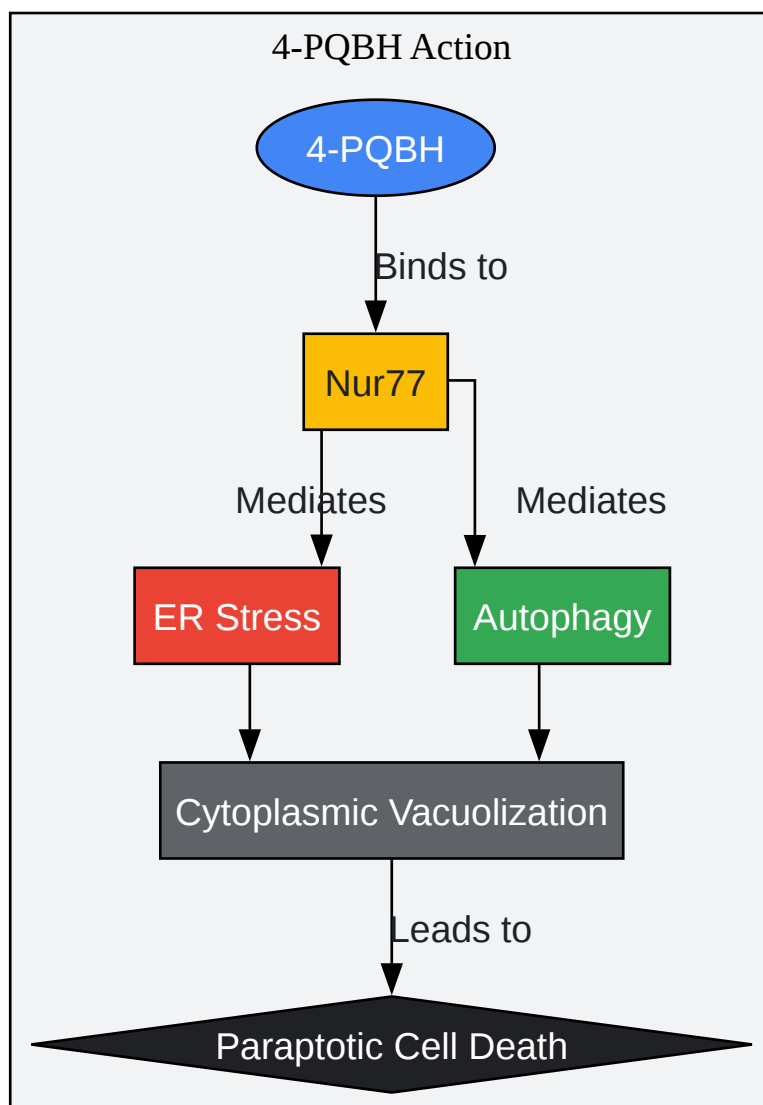 4-PQBH Action
4-PQBH
Binds to
Nur77
Mediates
Mediates
ER Stress
Autophagy
Cytoplasmic Vacuolization
Leads to
Paraptotic Cell Death